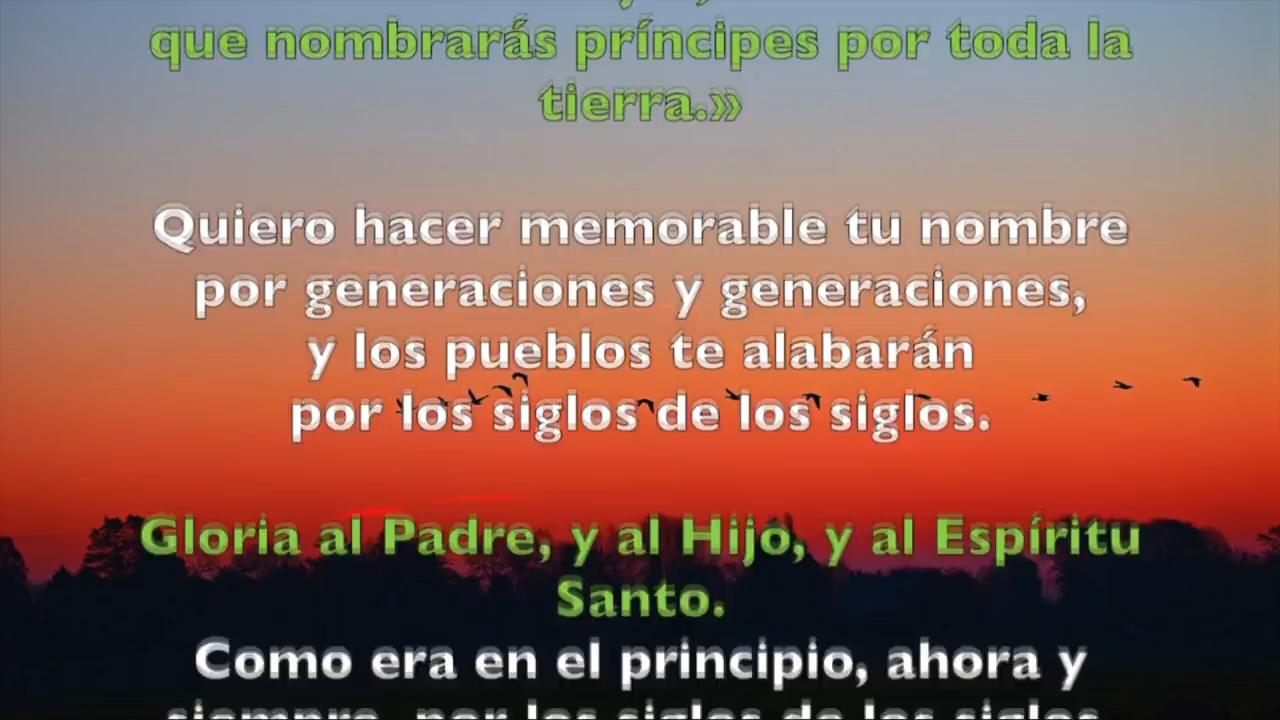 que nombrarás príncipes por toda la
tierra.»
Quiero hacer memorable tu nombre
por generaciones y generaciones,
y los pueblos te alabarán
por los siglos de los siglos.
Gloria al Padre, y al Hijo, y al Espíritu
Santo.
Como era en el principio, ahora y
siempre, por los siglos de los siglos.